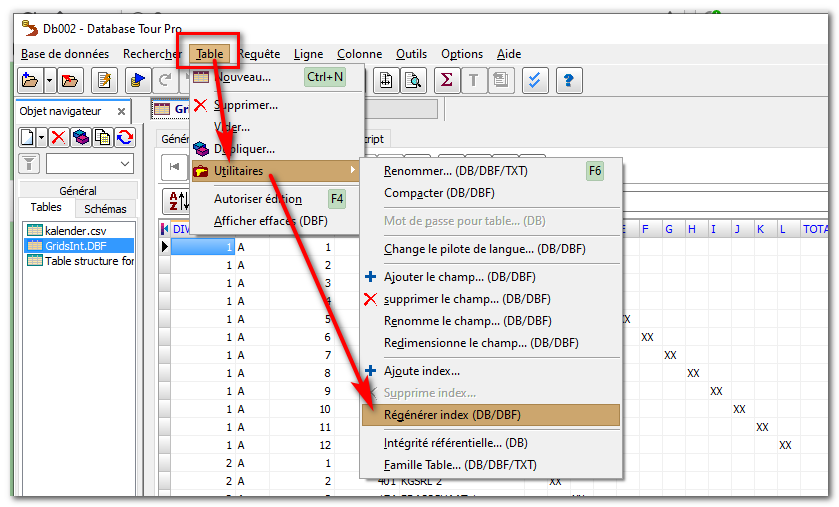 Db002 - Database Tour Pro
Base de données Rechercher Table Requête Ligne Colonne Outils Options Aide
Nouveau... Ctrl+N
Supprimer...
Vider...
Dupliquer...
Utilitaires
Autoriser édition F4
Afficher effacés (DBF)
Renommer... (DB/DBF/TXT) F6
Compacter (DB/DBF)
Mot de passe pour table... (DB)
Change le pilote de langue... (DB/DBF)
Ajouter le champ... (DB/DBF)
supprimer le champ... (DB/DBF)
Renomme le champ... (DB/DBF)
Redimensionne le champ... (DB/DBF)
Ajoute index...
Supprime index...
Régénérer index (DB/DBF)
Intégrité référentielle... (DB)
Famille Table... (DB/DBF/TXT)
Objet navigateur
Général
Tables Schémas
kalender.csv
GridsInt.DBF
Table structure for
F G H I J K L TOTA
1 A 1
1 A 2
1 A 3
1 A 4
1 A 5 XX
1 A 6 XX
1 A 7 XX
1 A 8 XX
1 A 9 XX
1 A 10 XX
1 A 11 XX
1 A 12 XX
2 A 1
2 A 2 401 KGSRL 2 XX